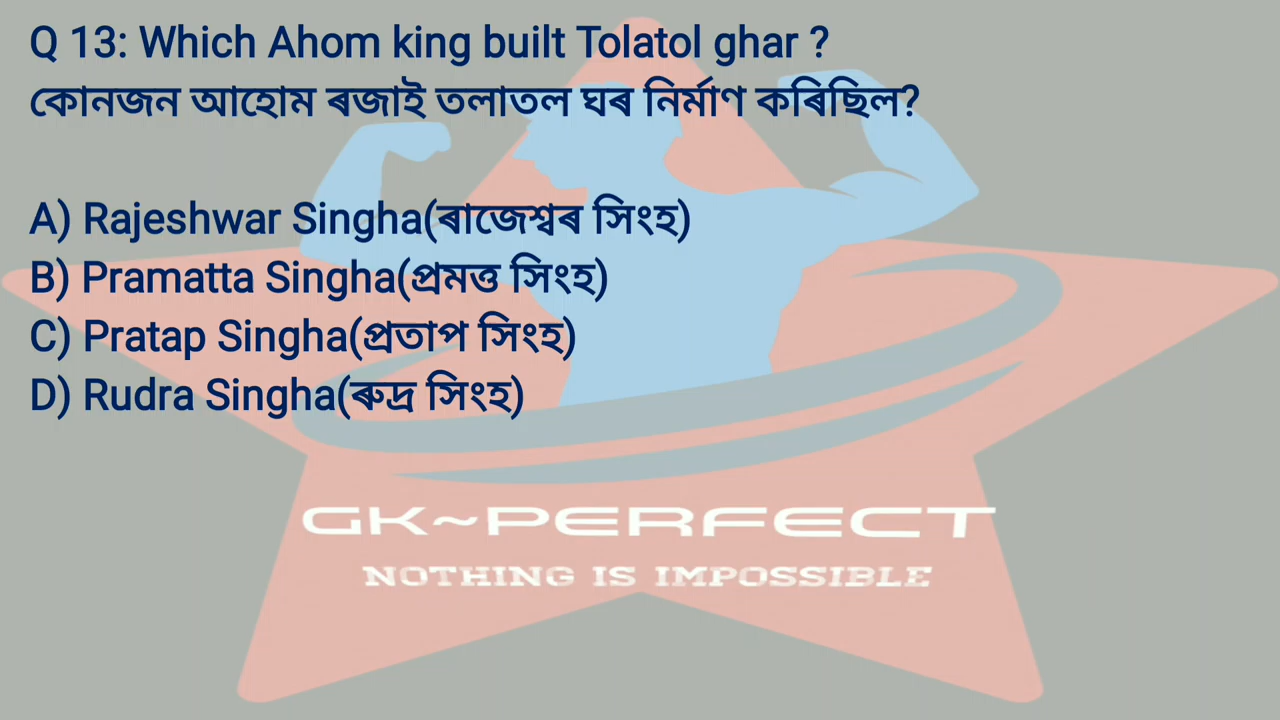 Q 13: Which Ahom king built Tolatol ghar ?
কোনজন আহোম ৰজাই তলাতল ঘৰ নিৰ্মাণ কৰিছিল?
A) Rajeshwar Singha(ৰাজেশ্বৰ সিংহ)
B) Pramatta Singha(প্ৰমত্ত সিংহ)
C) Pratap Singha(প্ৰতাপ সিংহ)
D) Rudra Singha(ৰুদ্ৰ সিংহ)
GK~PERFECT
NOTHING IS IMPOSSIBLE